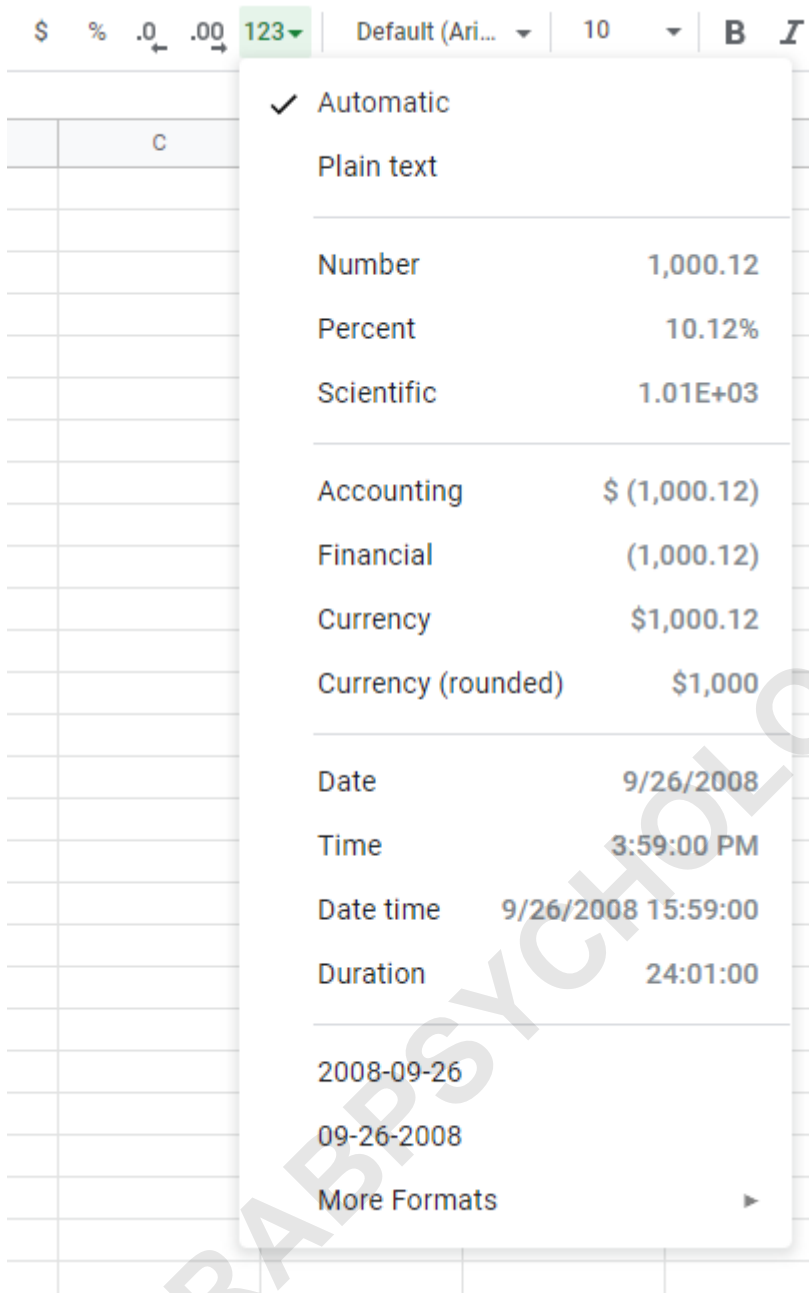 $ % .0 .00 123 Default (Ari... 10 B I
C
Automatic
Plain text
Number 1,000.12
Percent 10.12%
Scientific 1.01E+03
Accounting $ (1,000.12)
Financial (1,000.12)
Currency $1,000.12
Currency (rounded) $1,000
Date 9/26/2008
Time 3:59:00 PM
Date time 9/26/2008 15:59:00
Duration 24:01:00
2008-09-26
09-26-2008
More Formats